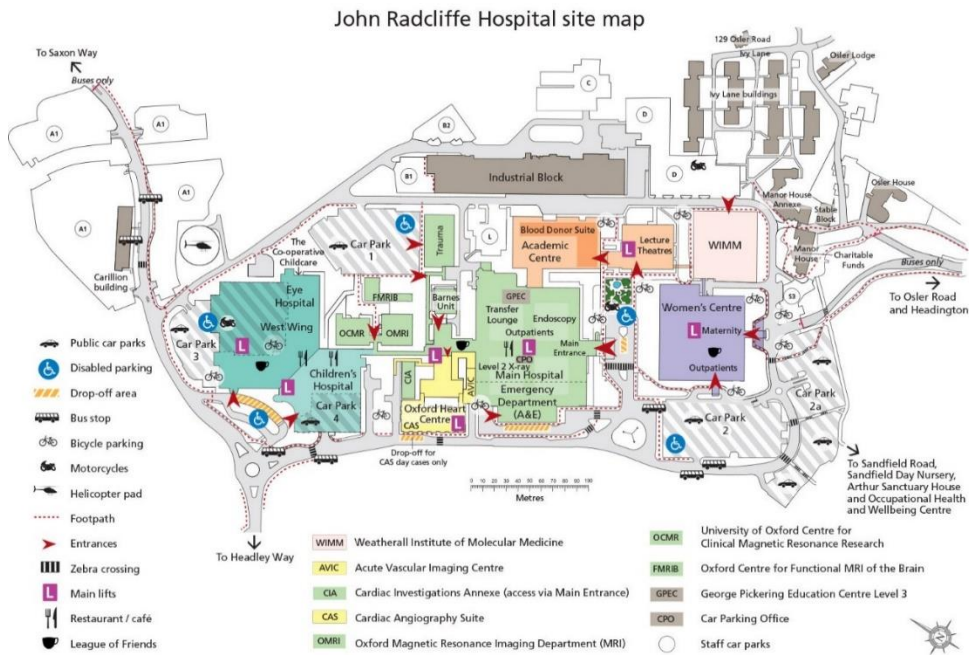 John Radcliffe Hospital site map
To Saxon Way
Buses only
A1
A1
A1
A1
A1
B2
B1
C
D
D
L
129 Osler Road
Ivy Lane
Osler Lodge
Ivy Lane buildings
Industrial Block
Manor House
Annexe
Stable
Block
Osler House
Manor
House
Charitable
Funds
Buses only
To Osler Road
and Headington
Carillion
building
The
Co-operative
Childcare
Car Park
1
Trauma
Blood Donor Suite
Academic
Centre
L
Lecture
Theatres
WIMM
Eye
Hospital
West Wing
L
Car Park
3
FMRIB
OCMR
OMRI
Barnes
Unit
GPEC
Transfer
Lounge
Endoscopy
Outpatients
L
Main
Entrance
CPO
Level 2 X-ray
Main Hospital
Emergency
Department
(A&E)
Women's Centre
L
Maternity
Outpatients
S3
Children's
Hospital
L
Car Park
4
L
CIA
AVIC
Oxford Heart
Centre
CAS
L
Car Park
2
Car Park
2a
Drop-off for
CAS day cases only
0 10 20 30 40 50 60 70 80 90 100
Metres
To Headley Way
To Sandfield Road,
Sandfield Day Nursery,
Arthur Sanctuary House
and Occupational Health
and Wellbeing Centre
Public car parks
Disabled parking
Drop-off area
Bus stop
Bicycle parking
Motorcycles
Helicopter pad
Footpath
Entrances
Zebra crossing
L Main lifts
Restaurant / café
League of Friends
WIMM Weatherall Institute of Molecular Medicine
AVIC Acute Vascular Imaging Centre
CIA Cardiac Investigations Annexe (access via Main Entrance)
CAS Cardiac Angiography Suite
OMRI Oxford Magnetic Resonance Imaging Department (MRI)
OCMR University of Oxford Centre for
Clinical Magnetic Resonance Research
FMRIB Oxford Centre for Functional MRI of the Brain
GPEC George Pickering Education Centre Level 3
CPO Car Parking Office
Staff car parks
N